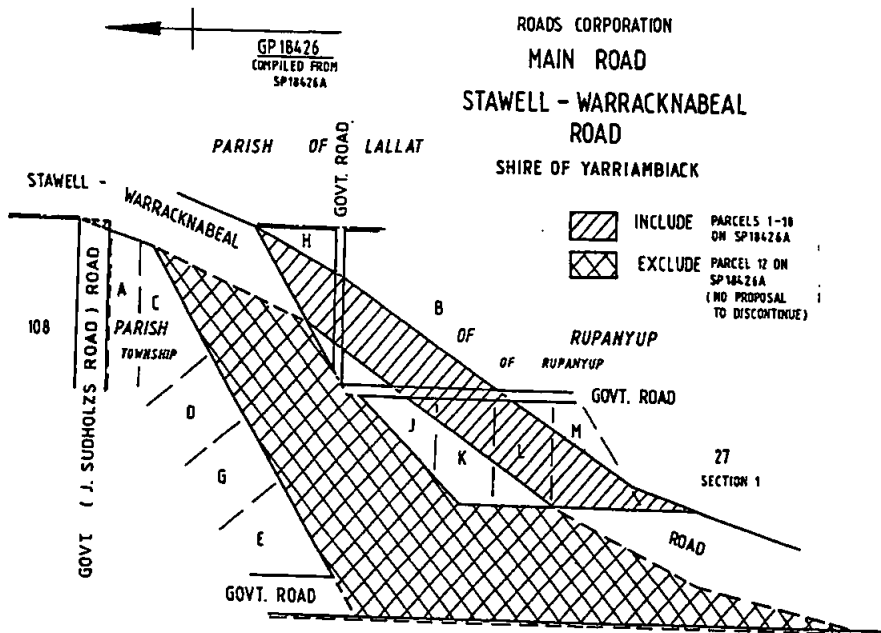 GP 18426
COMPILED FROM
SP18426A
ROADS CORPORATION
MAIN ROAD
STAWELL - WARRACKNABEAL
ROAD
SHIRE OF YARRIAMBIACK
PARISH OF LALLAT
GOVT. ROAD
STAWELL -
WARRACKNABEAL
H
INCLUDE PARCELS 1-18
ON SP18426A
EXCLUDE PARCEL 12 ON
SP18426A
(NO PROPOSAL
TO DISCONTINUE)
A
C
B
OF
RUPANYUP
108
PARISH
TOWNSHIP
OF RUPANYUP
GOVT. ROAD
GOVT ( J. SUDHOLZS ROAD ) ROAD
D
J
K
L
M
27
SECTION 1
G
E
ROAD
GOVT. ROAD